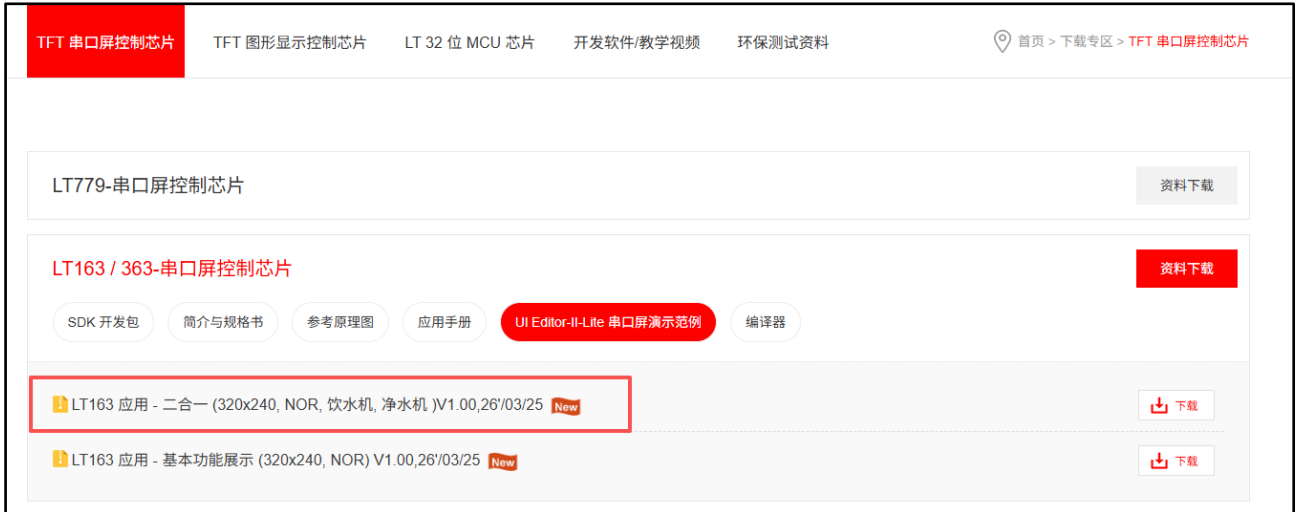 TFT 串口屏控制芯片 TFT 图形显示控制芯片 LT 32 位 MCU 芯片 开发软件/教学视频 环保测试资料 首页 > 下载专区 > TFT 串口屏控制芯片
LT779-串口屏控制芯片 资料下载
LT163 / 363-串口屏控制芯片 资料下载
SDK 开发包 简介与规格书 参考原理图 应用手册 UI Editor-II-Lite 串口屏演示范例 编译器
LT163 应用 - 二合一 (320x240, NOR, 饮水机, 净水机 )V1.00,26'/03/25 New 下载
LT163 应用 - 基本功能展示 (320x240, NOR) V1.00,26'/03/25 New 下载